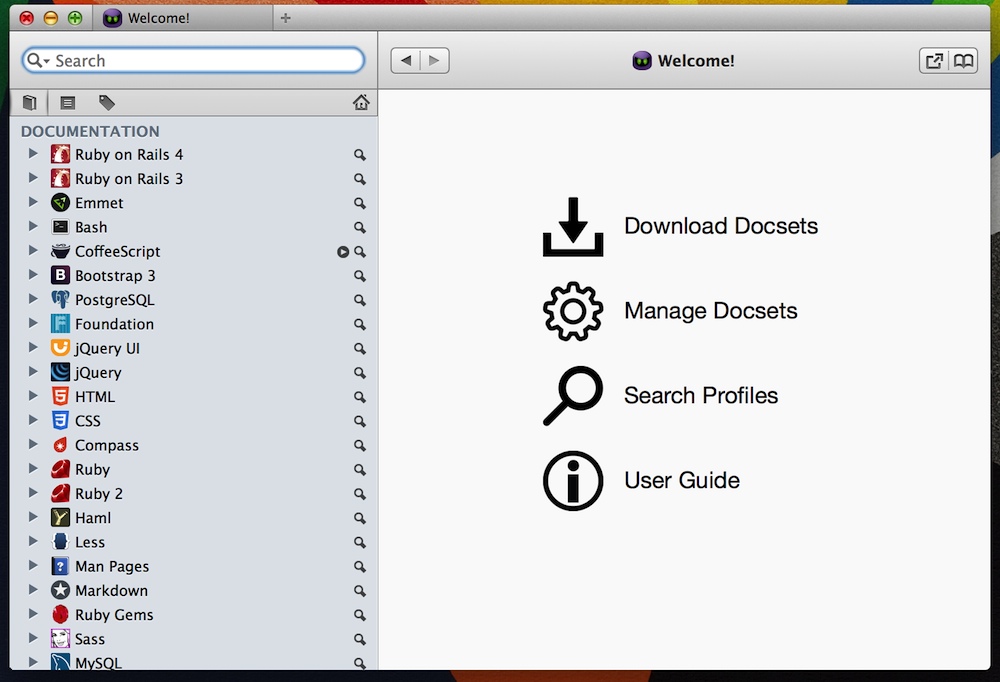 Welcome!
Search
Welcome!
DOCUMENTATION
Ruby on Rails 4
Ruby on Rails 3
Emmet
Bash
CoffeeScript
Bootstrap 3
PostgreSQL
Foundation
jQuery UI
jQuery
HTML
CSS
Compass
Ruby
Ruby 2
Haml
Less
Man Pages
Markdown
Ruby Gems
Sass
MySQL
Download Docsets
Manage Docsets
Search Profiles
User Guide